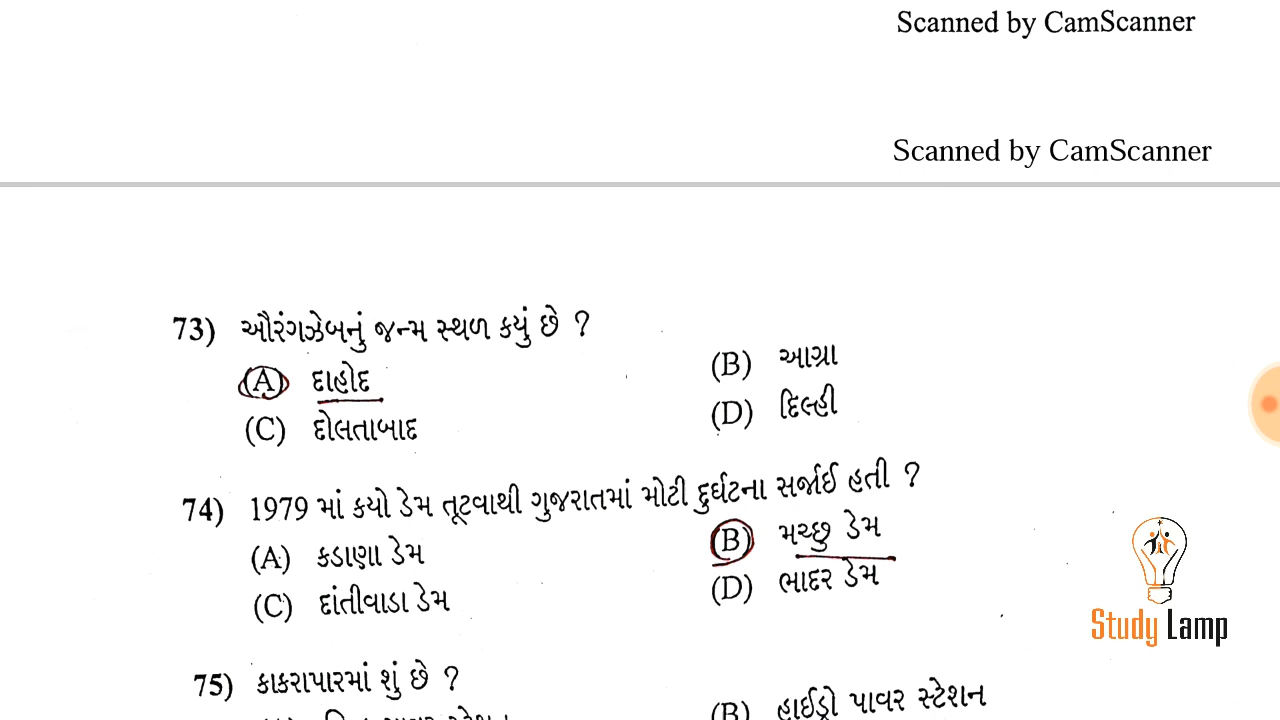 Scanned by CamScanner
Scanned by CamScanner
73) ઔરંગઝેબનું જન્મ સ્થળ કયું છે ?
(A) દાહોદ (B) આગ્રા
(C) દોલતાબાદ (D) દિલ્હી
74) 1979 માં કયો ડેમ તૂટવાથી ગુજરાતમાં મોટી દુર્ઘટના સર્જાઈ હતી ?
(A) કડાણા ડેમ (B) મચ્છુ ડેમ
(C) દાંતીવાડા ડેમ (D) ભાદર ડેમ
Study Lamp
75) કાકરાપારમાં શું છે ?
(B) હાઈડ્રો પાવર સ્ટેશન